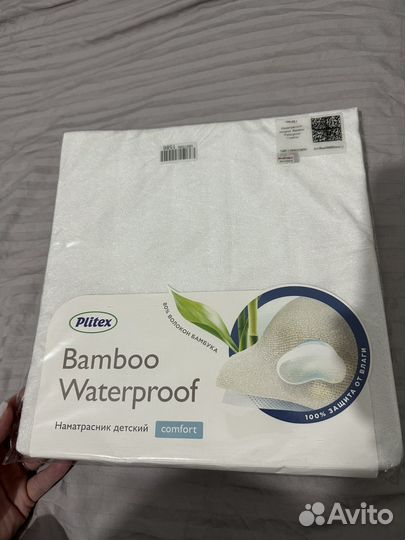 Plitex
80% ВОЛОКОН БАМБУКА
Bamboo
Waterproof
Наматрасник детский
comfort
100% ЗАЩИТА ОТ ВЛАГИ
Avito